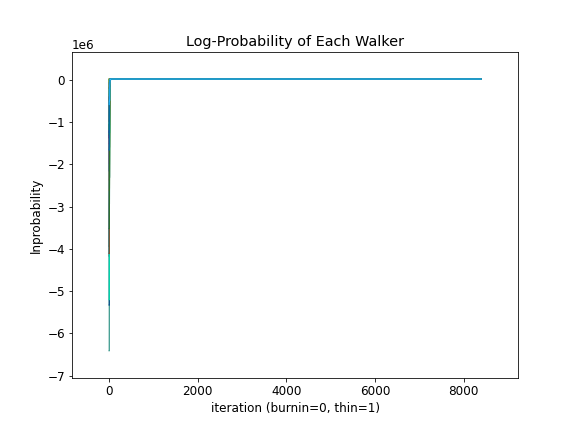 Log-Probability of Each Walker
1e6
0
−1
−2
−3
−4
−5
−6
−7
lnprobability
0 2000 4000 6000 8000
iteration (burnin=0, thin=1)